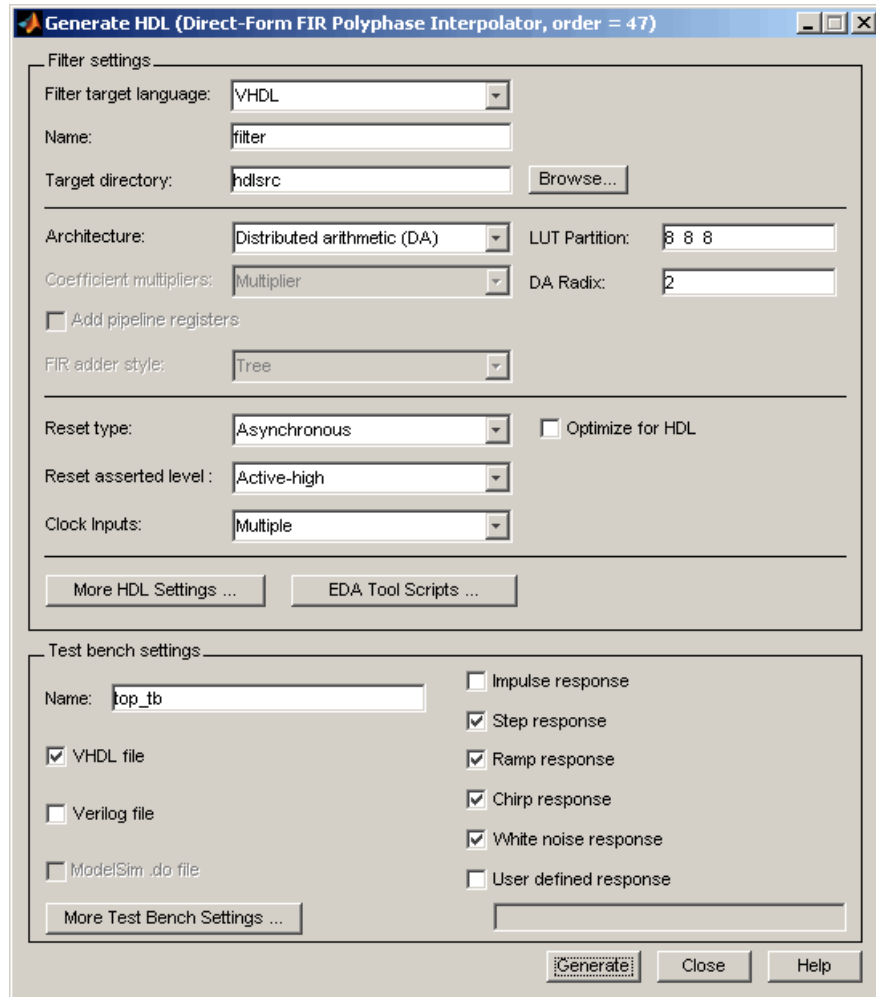 Generate HDL (Direct-Form FIR Polyphase Interpolator, order = 47)
Filter settings
Filter target language: VHDL
Name: filter
Target directory: hdlsrc Browse...
Architecture: Distributed arithmetic (DA) LUT Partition: 8 8 8
Coefficient multipliers: Multiplier DA Radix: 2
Add pipeline registers
FIR adder style: Tree
Reset type: Asynchronous Optimize for HDL
Reset asserted level : Active-high
Clock Inputs: Multiple
More HDL Settings ... EDA Tool Scripts ...
Test bench settings
Name: top_tb
Impulse response
Step response
VHDL file
Ramp response
Chirp response
Verilog file
White noise response
ModelSim .do file
User defined response
More Test Bench Settings ...
Generate Close Help